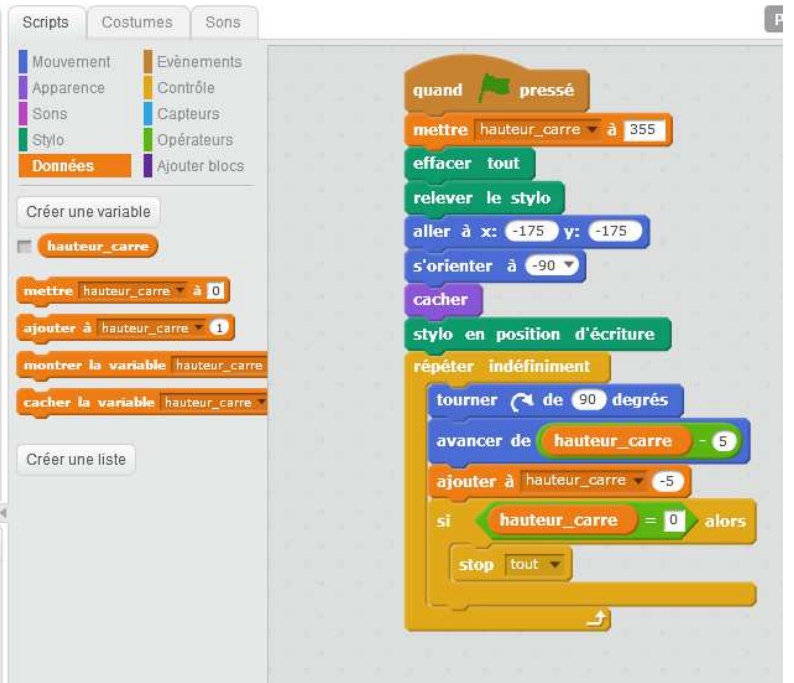 Scripts Costumes Sons
P
Mouvement Evènements
Apparence Contrôle
Sons Capteurs
Stylo Opérateurs
Données Ajouter blocs
Créer une variable
hauteur_carre
mettre hauteur_carre à 0
ajouter à hauteur_carre 1
montrer la variable hauteur_carre
cacher la variable hauteur_carre
Créer une liste
quand pressé
mettre hauteur_carre à 355
effacer tout
relever le stylo
aller à x: -175 y: -175
s'orienter à -90
cacher
stylo en position d'écriture
répéter indéfiniment
tourner de 90 degrés
avancer de hauteur_carre - 5
ajouter à hauteur_carre -5
si hauteur_carre = 0 alors
stop tout